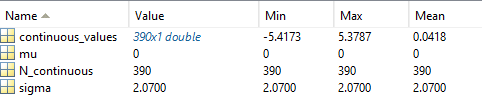 Name Value Min Max Mean
continuous_values 390x1 double -5.4173 5.3787 0.0418
mu 0 0 0 0
N_continuous 390 390 390 390
sigma 2.0700 2.0700 2.0700 2.0700